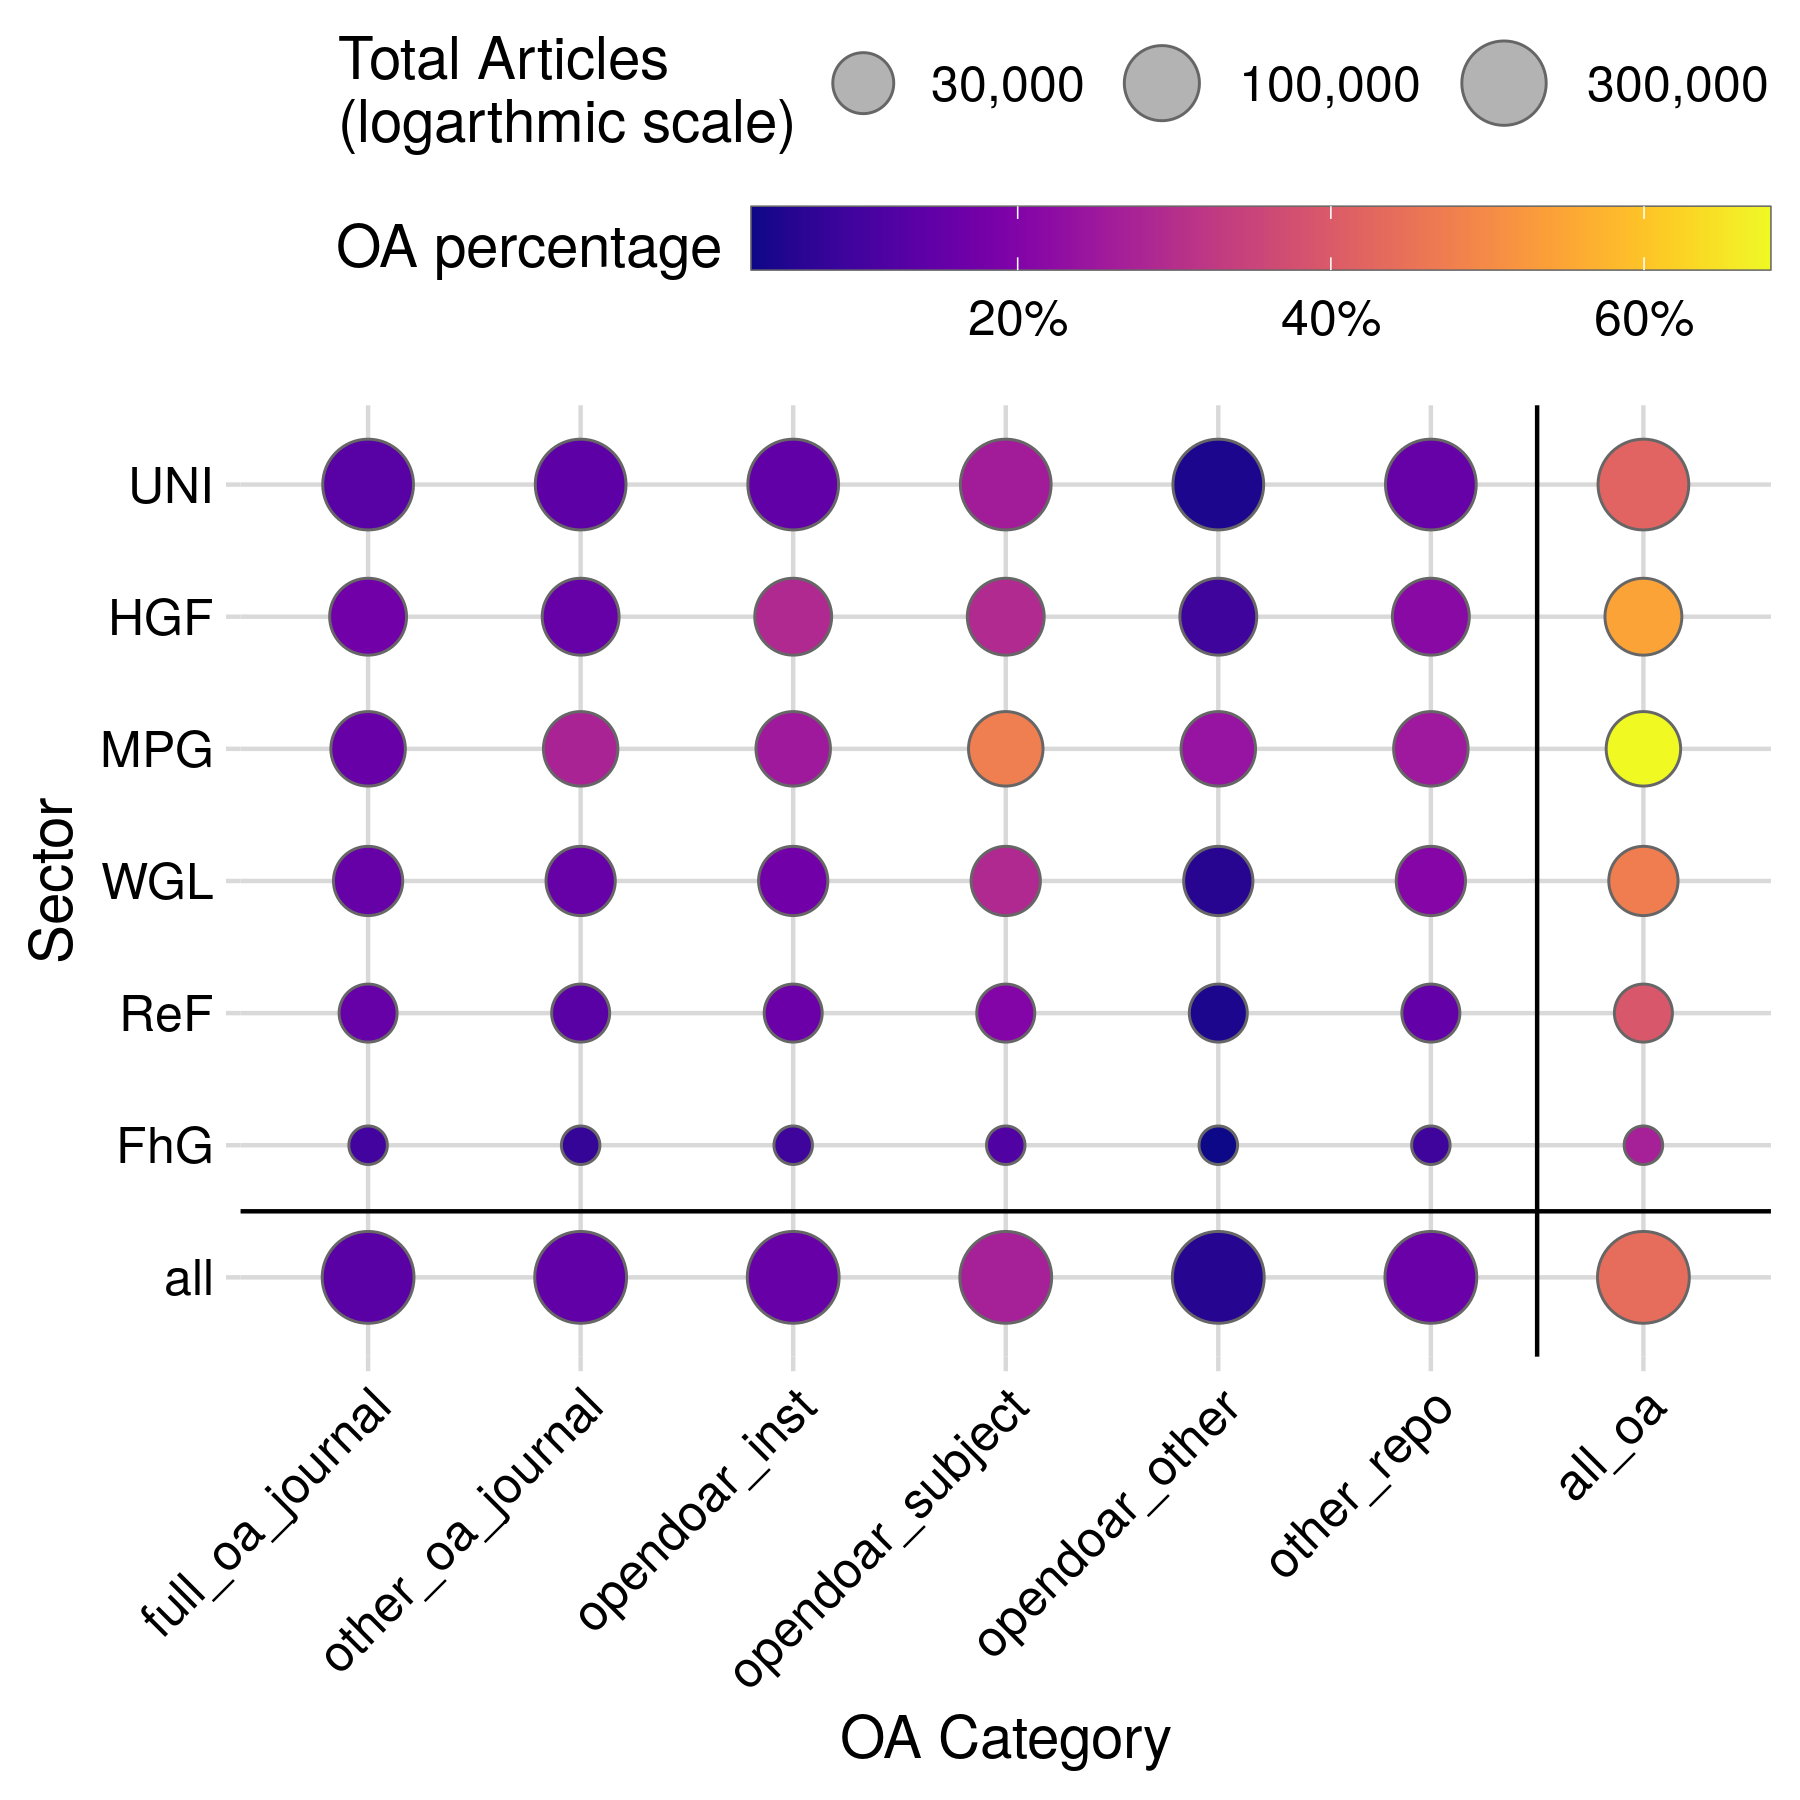 Total Articles
(logarthmic scale)
30,000 100,000 300,000
OA percentage
20% 40% 60%
Sector
UNI
HGF
MPG
WGL
ReF
FhG
all
full_oa_journal
other_oa_journal
opendoar_inst
opendoar_subject
opendoar_other
other_repo
all_oa
OA Category